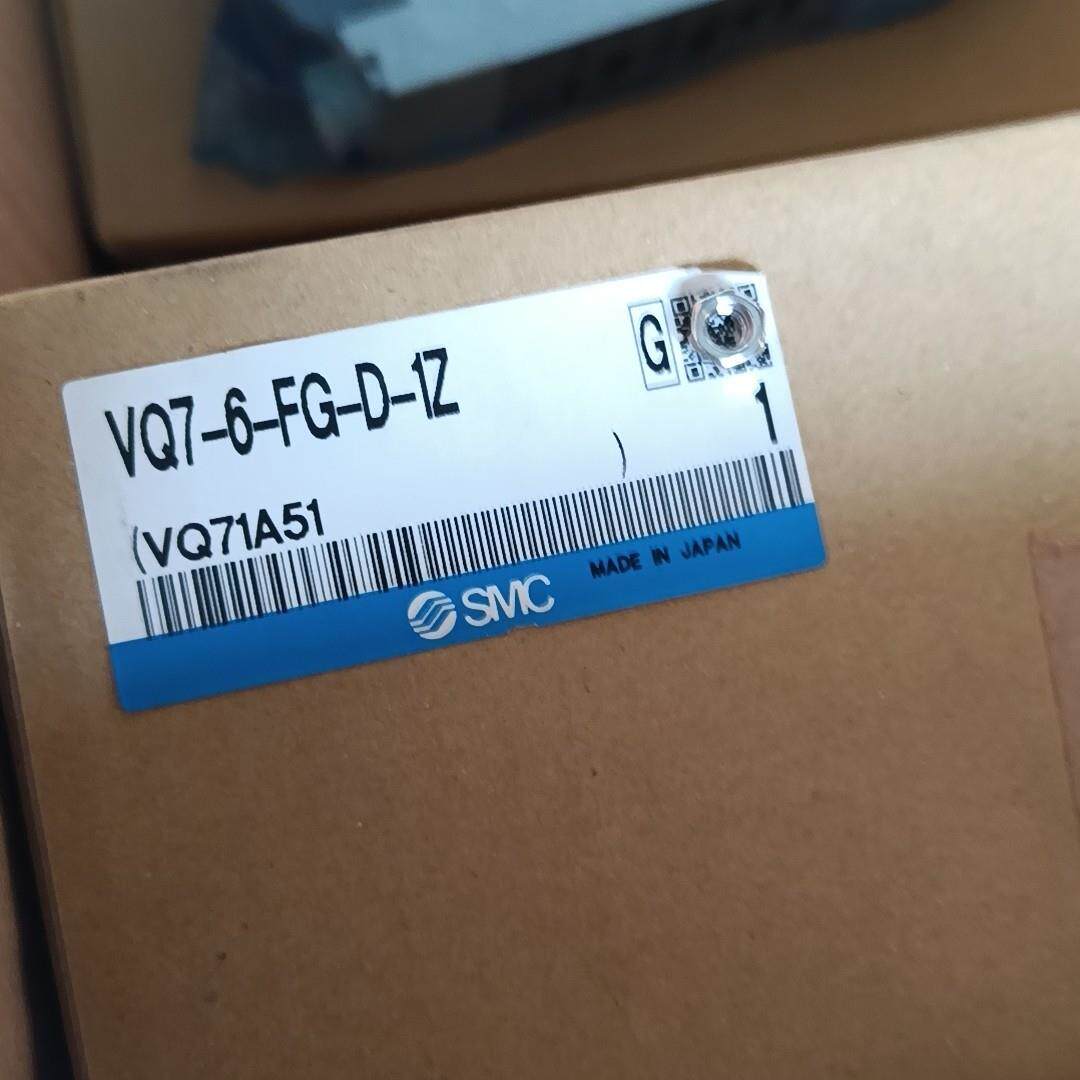 G
VQ7-6-FG-D-1Z
1
(VQ71A51 )
SMC MADE IN JAPAN